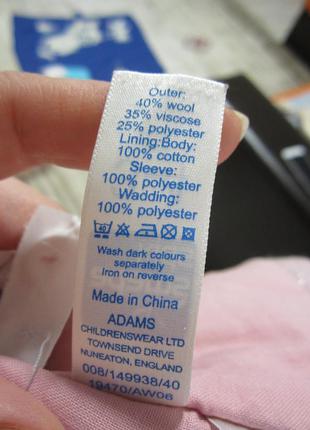 Outer:
40% wool
35% viscose
25% polyester
Lining:Body:
100% cotton
Sleeve:
100% polyester
Wadding:
100% polyester
40
Wash dark colours
separately
Iron on reverse
Made in China
ADAMS
CHILDRENSWEAR LTD
TOWNSEND DRIVE
NUNEATON, ENGLAND
008/149938/40
19470/AW06